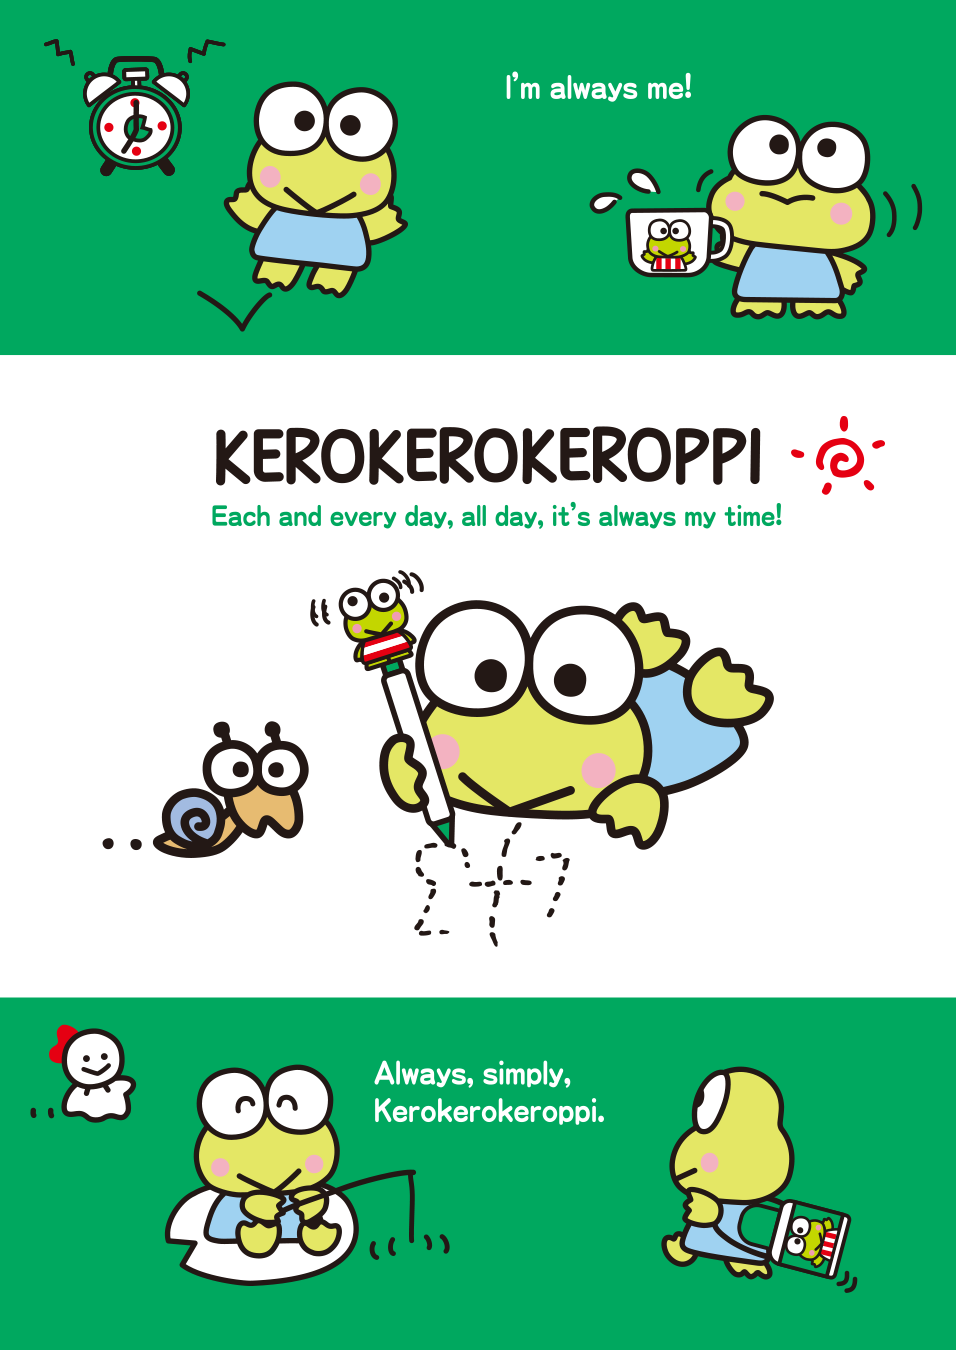 I'm always me!
KEROKEROKEROPPI
Each and every day, all day, it's always my time!
Always, simply,
Kerokerokeroppi.